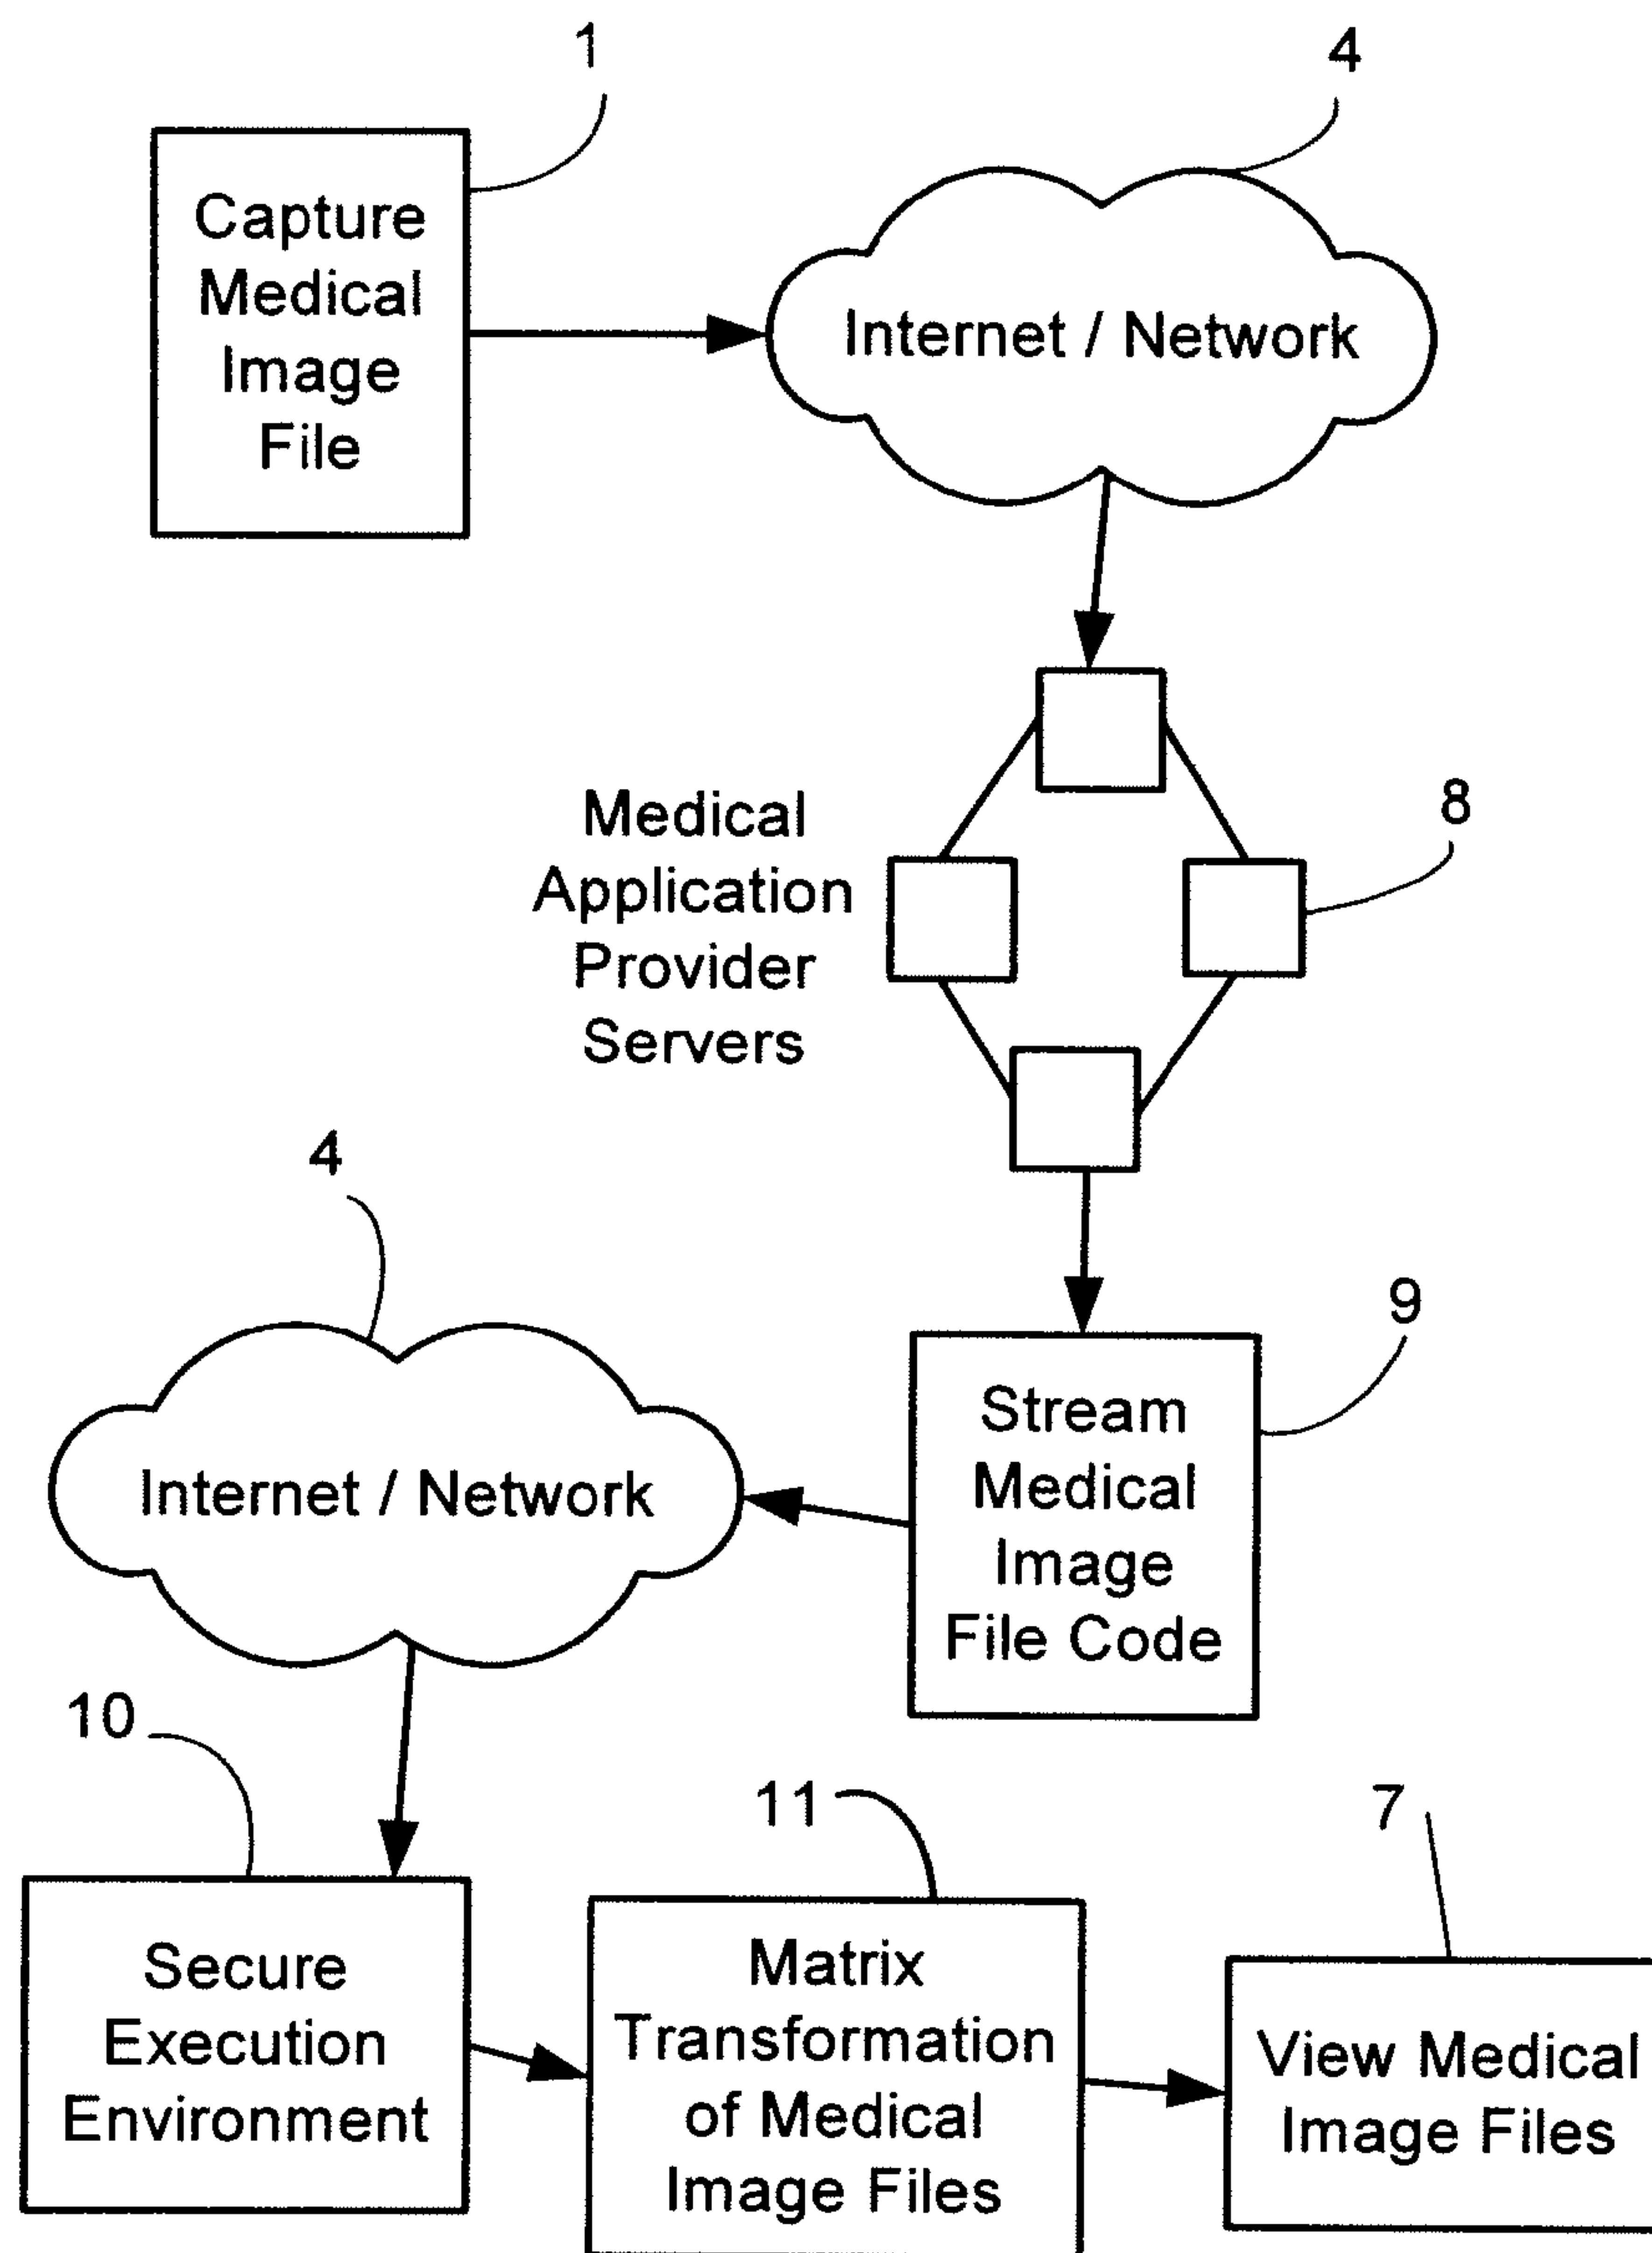 1
Capture
Medical
Image
File
4
Internet / Network
Medical
Application
Provider
Servers
8
4
Internet / Network
9
Stream
Medical
Image
File Code
10
Secure
Execution
Environment
11
Matrix
Transformation
of Medical
Image Files
7
View Medical
Image Files